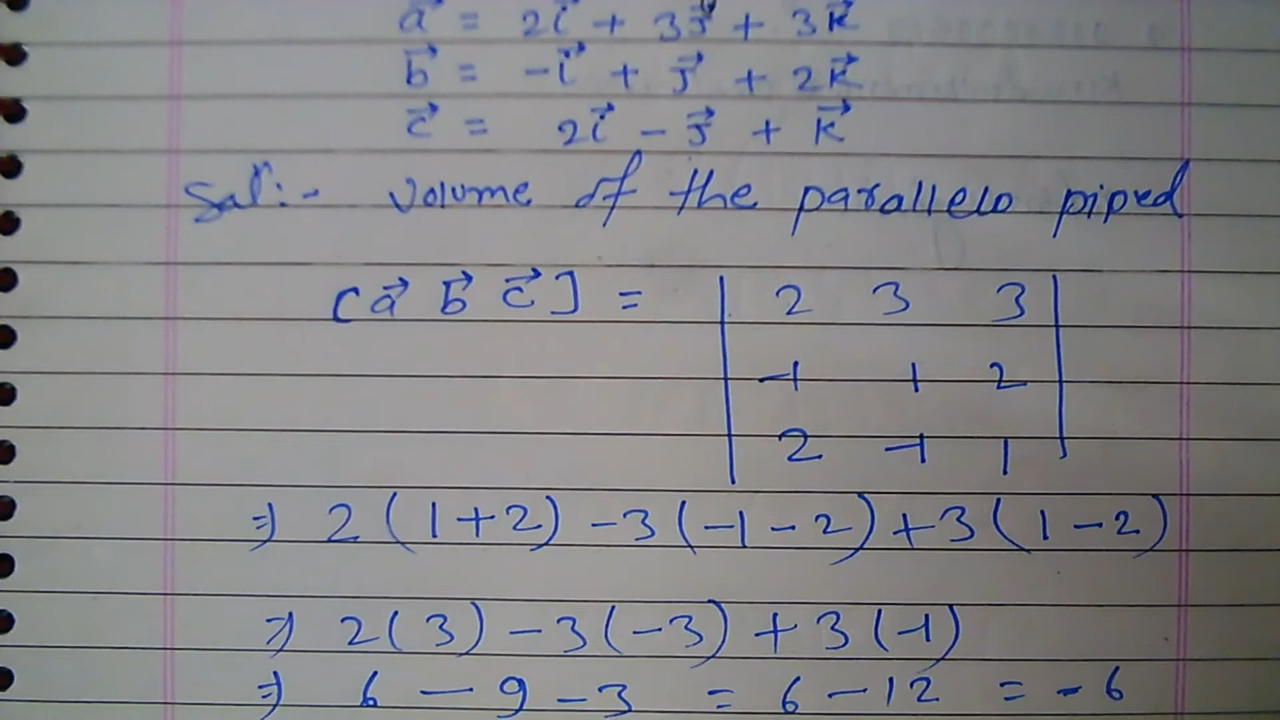 a⃗ = 2i⃗ + 3j⃗ + 3k⃗
b⃗ = -i⃗ + j⃗ + 2k⃗
c⃗ = 2i⃗ - j⃗ + k⃗
Sol:- volume of the parallelo piped
[a⃗ b⃗ c⃗] = | 2 3 3 |
| -1 1 2 |
| 2 -1 1 |
⇒ 2(1+2) -3(-1-2)+3(1-2)
⇒ 2(3) -3(-3) +3(-1)
⇒ 6 - 9 - 3 = 6 - 12 = -6